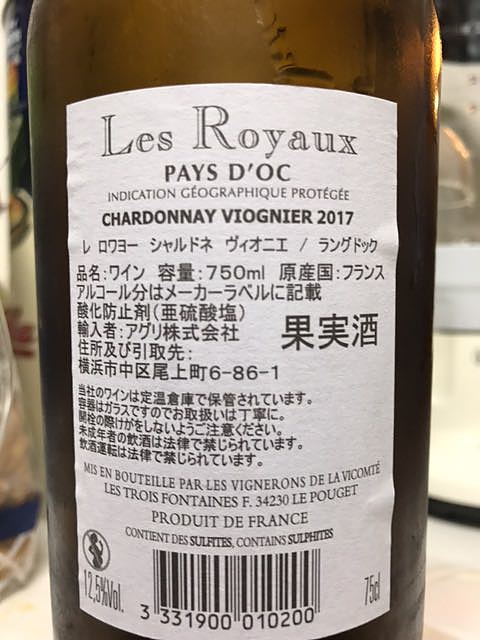 Les Royaux
PAYS D'OC
INDICATION GÉOGRAPHIQUE PROTÉGÉE
CHARDONNAY VIOGNIER 2017
レ ロワヨー シャルドネ ヴィオニエ / ラングドック
品名:ワイン 容量:750ml 原産国:フランス
アルコール分はメーカーラベルに記載
酸化防止剤(亜硫酸塩)
輸入者:アグリ株式会社
果実酒
住所及び引取先:
横浜市中区尾上町6-86-1
当社のワインは定温倉庫で保管されています。
容器はガラスですのでお取扱いは丁寧に。
開栓の際けがをしないようご注意ください。
未成年者の飲酒は法律で禁じられています。
飲酒運転は法律で禁じられています。
MIS EN BOUTEILLE PAR LES VIGNERONS DE LA VICOMTÉ
LES TROIS FONTAINES F. 34230 LE POUGET
PRODUIT DE FRANCE
CONTIENT DES SULFITES, CONTAINS SULPHITES
12,5%Vol.
75cl
3 331900 010200